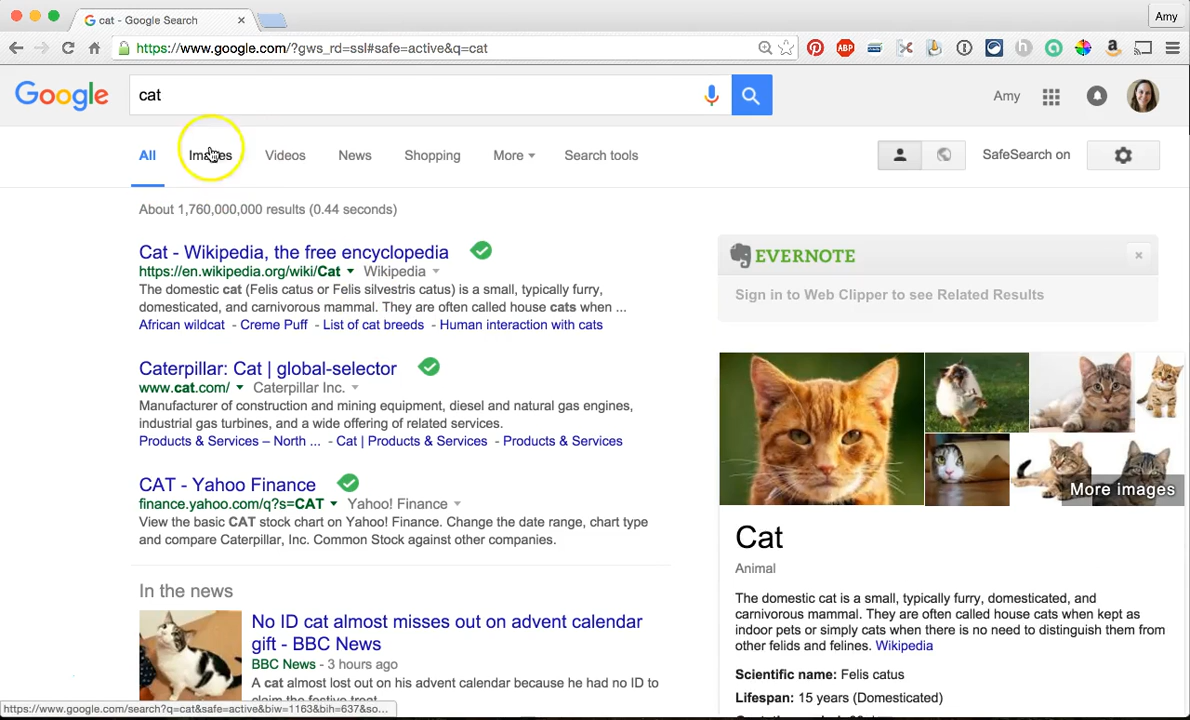 cat - Google Search
Amy
https://www.google.com/?gws_rd=ssl#safe=active&q=cat
ABP
Google
cat
Amy
All Images Videos News Shopping More Search tools
SafeSearch on
About 1,760,000,000 results (0.44 seconds)
Cat - Wikipedia, the free encyclopedia
https://en.wikipedia.org/wiki/Cat Wikipedia
The domestic cat (Felis catus or Felis silvestris catus) is a small, typically furry,
domesticated, and carnivorous mammal. They are often called house cats when ...
African wildcat - Creme Puff - List of cat breeds - Human interaction with cats
Caterpillar: Cat | global-selector
www.cat.com/ Caterpillar Inc.
Manufacturer of construction and mining equipment, diesel and natural gas engines,
industrial gas turbines, and a wide offering of related services.
Products & Services – North ... - Cat | Products & Services - Products & Services
CAT - Yahoo Finance
finance.yahoo.com/q?s=CAT Yahoo! Finance
View the basic CAT stock chart on Yahoo! Finance. Change the date range, chart type
and compare Caterpillar, Inc. Common Stock against other companies.
In the news
No ID cat almost misses out on advent calendar
gift - BBC News
BBC News - 3 hours ago
A cat almost lost out on his advent calendar because he had no ID to
claim the festive treat
https://www.google.com/search?q=cat&safe=active&biw=1163&bih=637&so...
EVERNOTE
Sign in to Web Clipper to see Related Results
More images
Cat
Animal
The domestic cat is a small, typically furry, domesticated, and
carnivorous mammal. They are often called house cats when kept as
indoor pets or simply cats when there is no need to distinguish them from
other felids and felines. Wikipedia
Scientific name: Felis catus
Lifespan: 15 years (Domesticated)